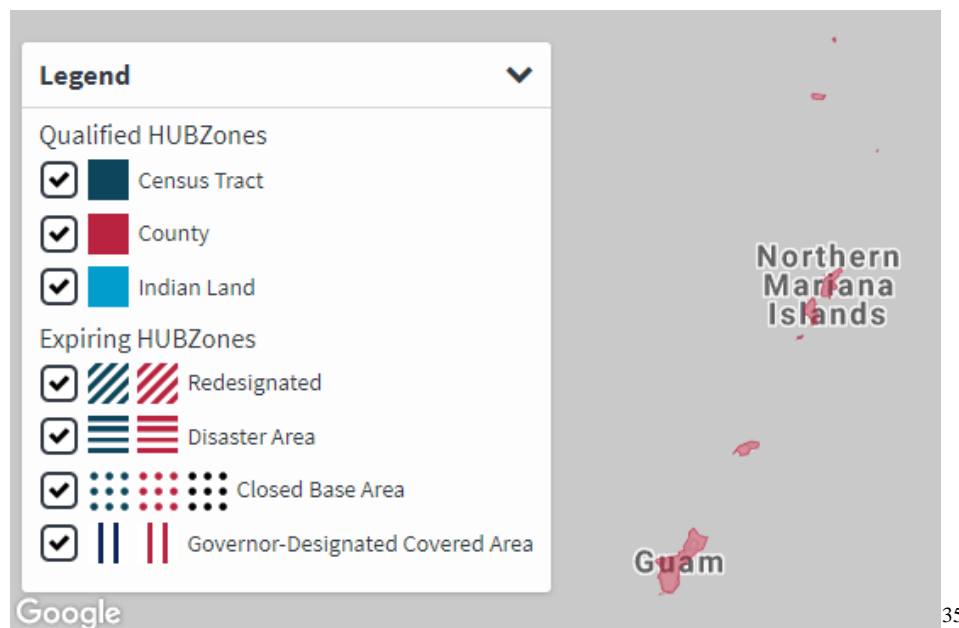 Legend
Qualified HUBZones
Census Tract
County
Indian Land
Expiring HUBZones
Redesignated
Disaster Area
Closed Base Area
Governor-Designated Covered Area
Northern
Mariana
Islands
Guam
Google
35